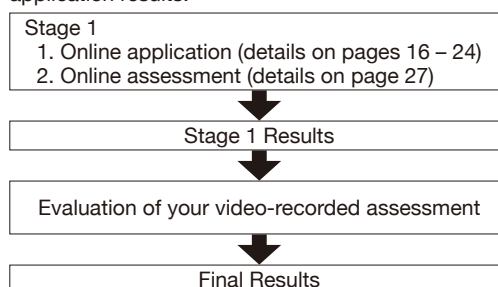 application results.
Stage 1
1. Online application (details on pages 16 – 24)
2. Online assessment (details on page 27)
Stage 1 Results
Evaluation of your video-recorded assessment
Final Results